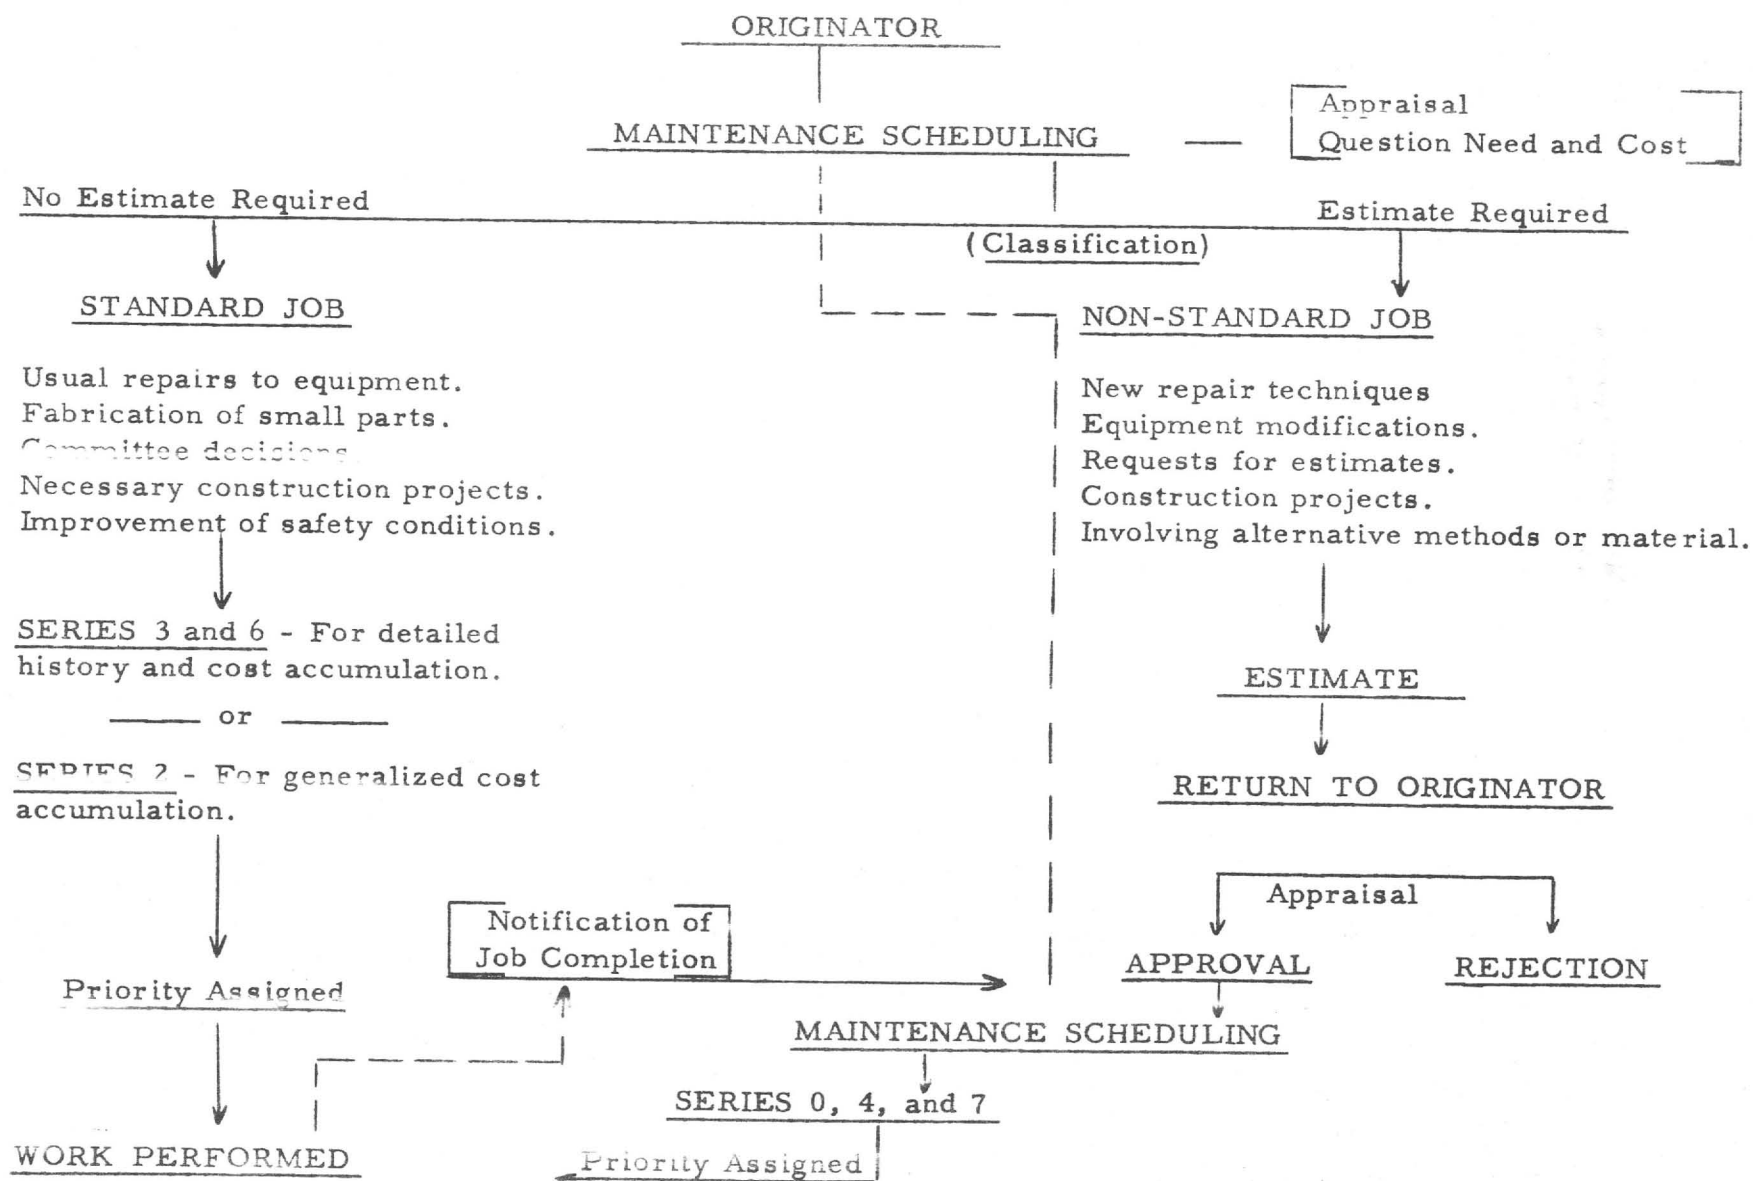 ORIGINATOR
MAINTENANCE SCHEDULING
Appraisal
Question Need and Cost
No Estimate Required
Estimate Required
(Classification)
STANDARD JOB
NON-STANDARD JOB
Usual repairs to equipment.
Fabrication of small parts.
Committee decisions
Necessary construction projects.
Improvement of safety conditions.
New repair techniques
Equipment modifications.
Requests for estimates.
Construction projects.
Involving alternative methods or material.
SERIES 3 and 6 - For detailed
history and cost accumulation.
or
SERIES 2 - For generalized cost
accumulation.
ESTIMATE
RETURN TO ORIGINATOR
Appraisal
APPROVAL
REJECTION
Notification of
Job Completion
Priority Assigned
MAINTENANCE SCHEDULING
SERIES 0, 4, and 7
Priority Assigned
WORK PERFORMED